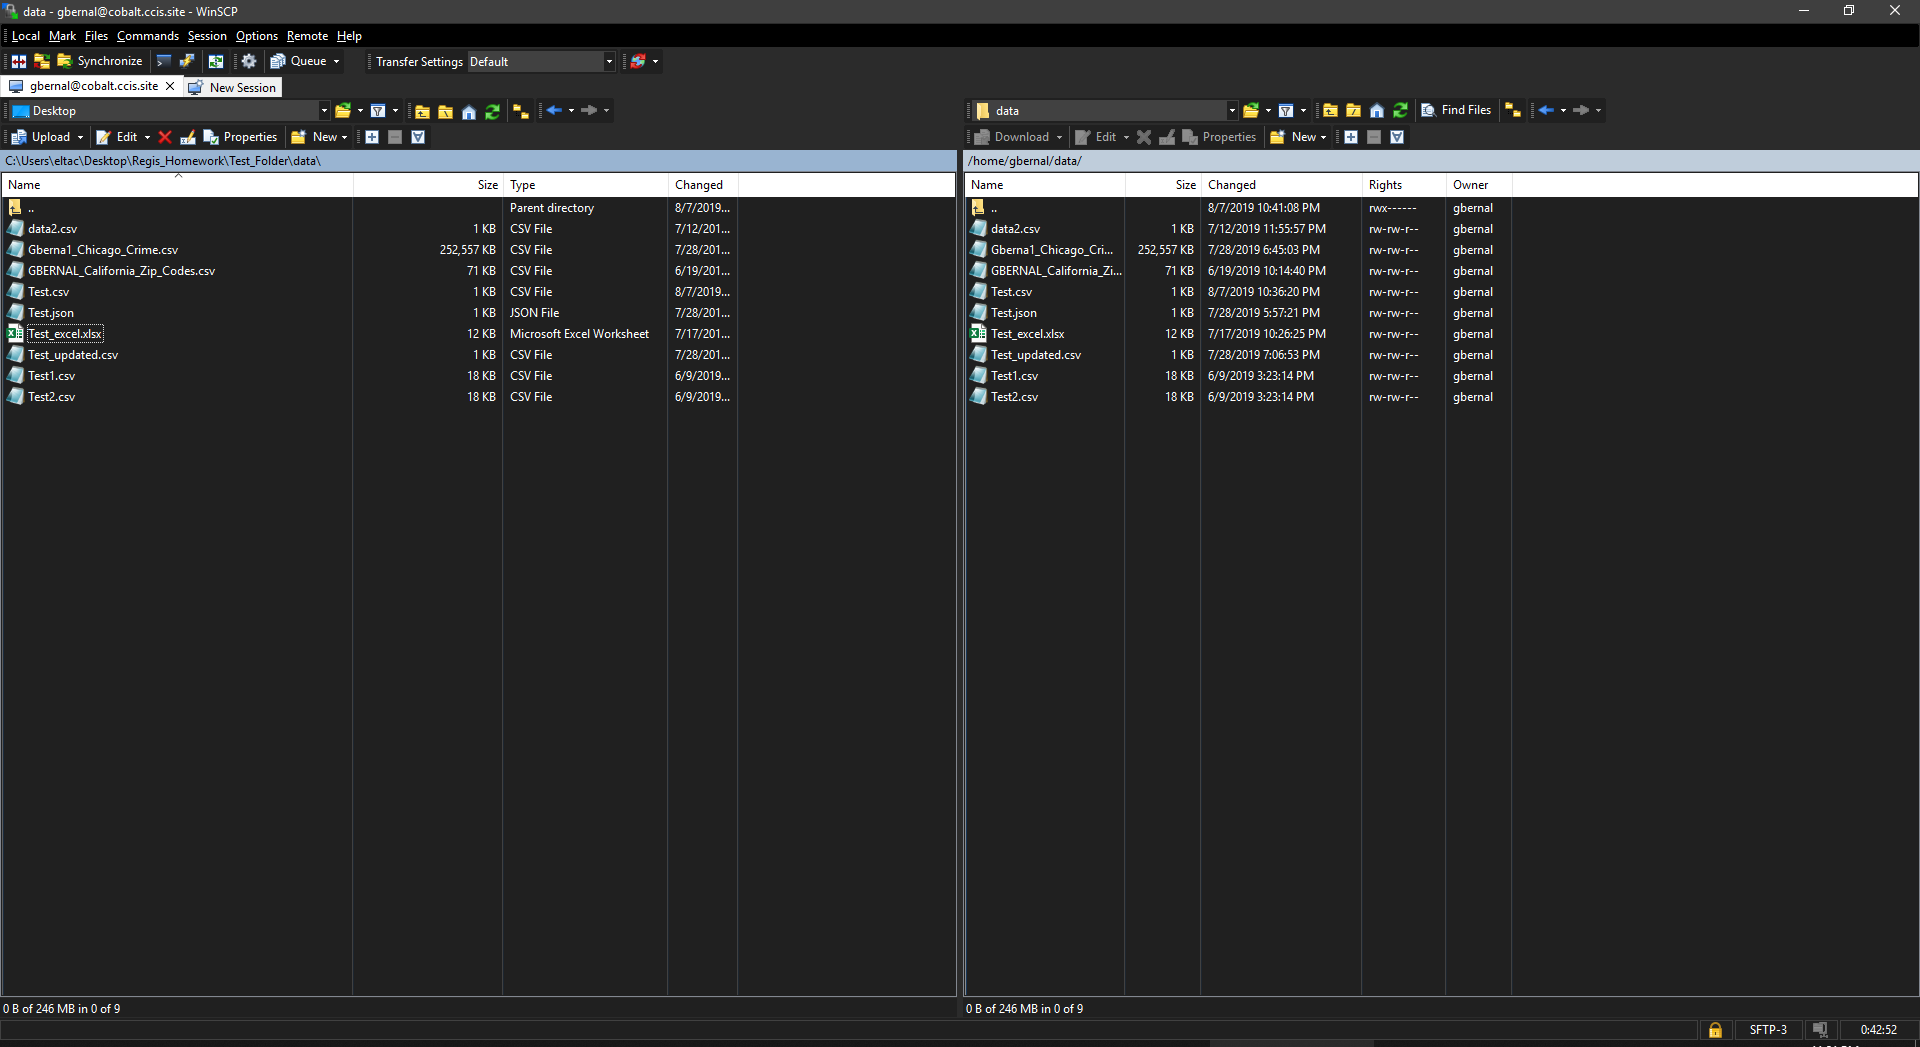 data - gbernal@cobalt.ccis.site - WinSCP
Local Mark Files Commands Session Options Remote Help
Synchronize Queue Transfer Settings Default
gbernal@cobalt.ccis.site New Session
Desktop
Upload Edit Properties New
C:\Users\eltac\Desktop\Regis_Homework\Test_Folder\data\
Name Size Type Changed
.. Parent directory 8/7/2019...
data2.csv 1 KB CSV File 7/12/201...
Gberna1_Chicago_Crime.csv 252,557 KB CSV File 7/28/201...
GBERNAL_California_Zip_Codes.csv 71 KB CSV File 6/19/201...
Test.csv 1 KB CSV File 8/7/2019...
Test.json 1 KB JSON File 7/28/201...
Test_excel.xlsx 12 KB Microsoft Excel Worksheet 7/17/201...
Test_updated.csv 1 KB CSV File 7/28/201...
Test1.csv 18 KB CSV File 6/9/2019...
Test2.csv 18 KB CSV File 6/9/2019...
0 B of 246 MB in 0 of 9
data Find Files
Download Edit Properties New
/home/gbernal/data/
Name Size Changed Rights Owner
.. 8/7/2019 10:41:08 PM rwx------ gbernal
data2.csv 1 KB 7/12/2019 11:55:57 PM rw-rw-r-- gbernal
Gberna1_Chicago_Cri... 252,557 KB 7/28/2019 6:45:03 PM rw-rw-r-- gbernal
GBERNAL_California_Zi... 71 KB 6/19/2019 10:14:40 PM rw-rw-r-- gbernal
Test.csv 1 KB 8/7/2019 10:36:20 PM rw-rw-r-- gbernal
Test.json 1 KB 7/28/2019 5:57:21 PM rw-rw-r-- gbernal
Test_excel.xlsx 12 KB 7/17/2019 10:26:25 PM rw-rw-r-- gbernal
Test_updated.csv 1 KB 7/28/2019 7:06:53 PM rw-rw-r-- gbernal
Test1.csv 18 KB 6/9/2019 3:23:14 PM rw-rw-r-- gbernal
Test2.csv 18 KB 6/9/2019 3:23:14 PM rw-rw-r-- gbernal
0 B of 246 MB in 0 of 9
SFTP-3 0:42:52